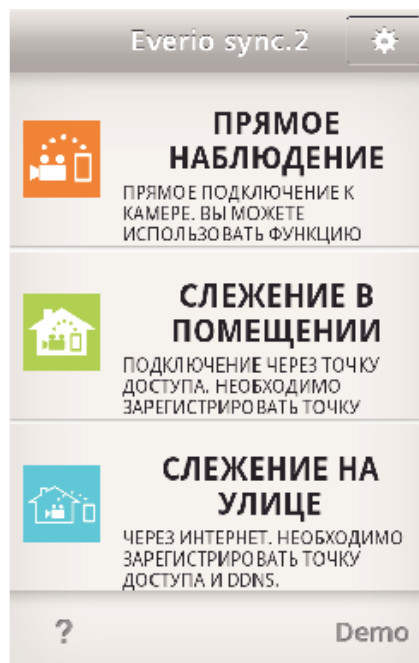 Everio sync.2
ПРЯМОЕ
НАБЛЮДЕНИЕ
ПРЯМОЕ ПОДКЛЮЧЕНИЕ К
КАМЕРЕ. ВЫ МОЖЕТЕ
ИСПОЛЬЗОВАТЬ ФУНКЦИЮ
СЛЕЖЕНИЕ В
ПОМЕЩЕНИИ
ПОДКЛЮЧЕНИЕ ЧЕРЕЗ ТОЧКУ
ДОСТУПА. НЕОБХОДИМО
ЗАРЕГИСТРИРОВАТЬ ТОЧКУ
СЛЕЖЕНИЕ НА
УЛИЦЕ
ЧЕРЕЗ ИНТЕРНЕТ. НЕОБХОДИМО
ЗАРЕГИСТРИРОВАТЬ ТОЧКУ
ДОСТУПА И DDNS.
? Demo